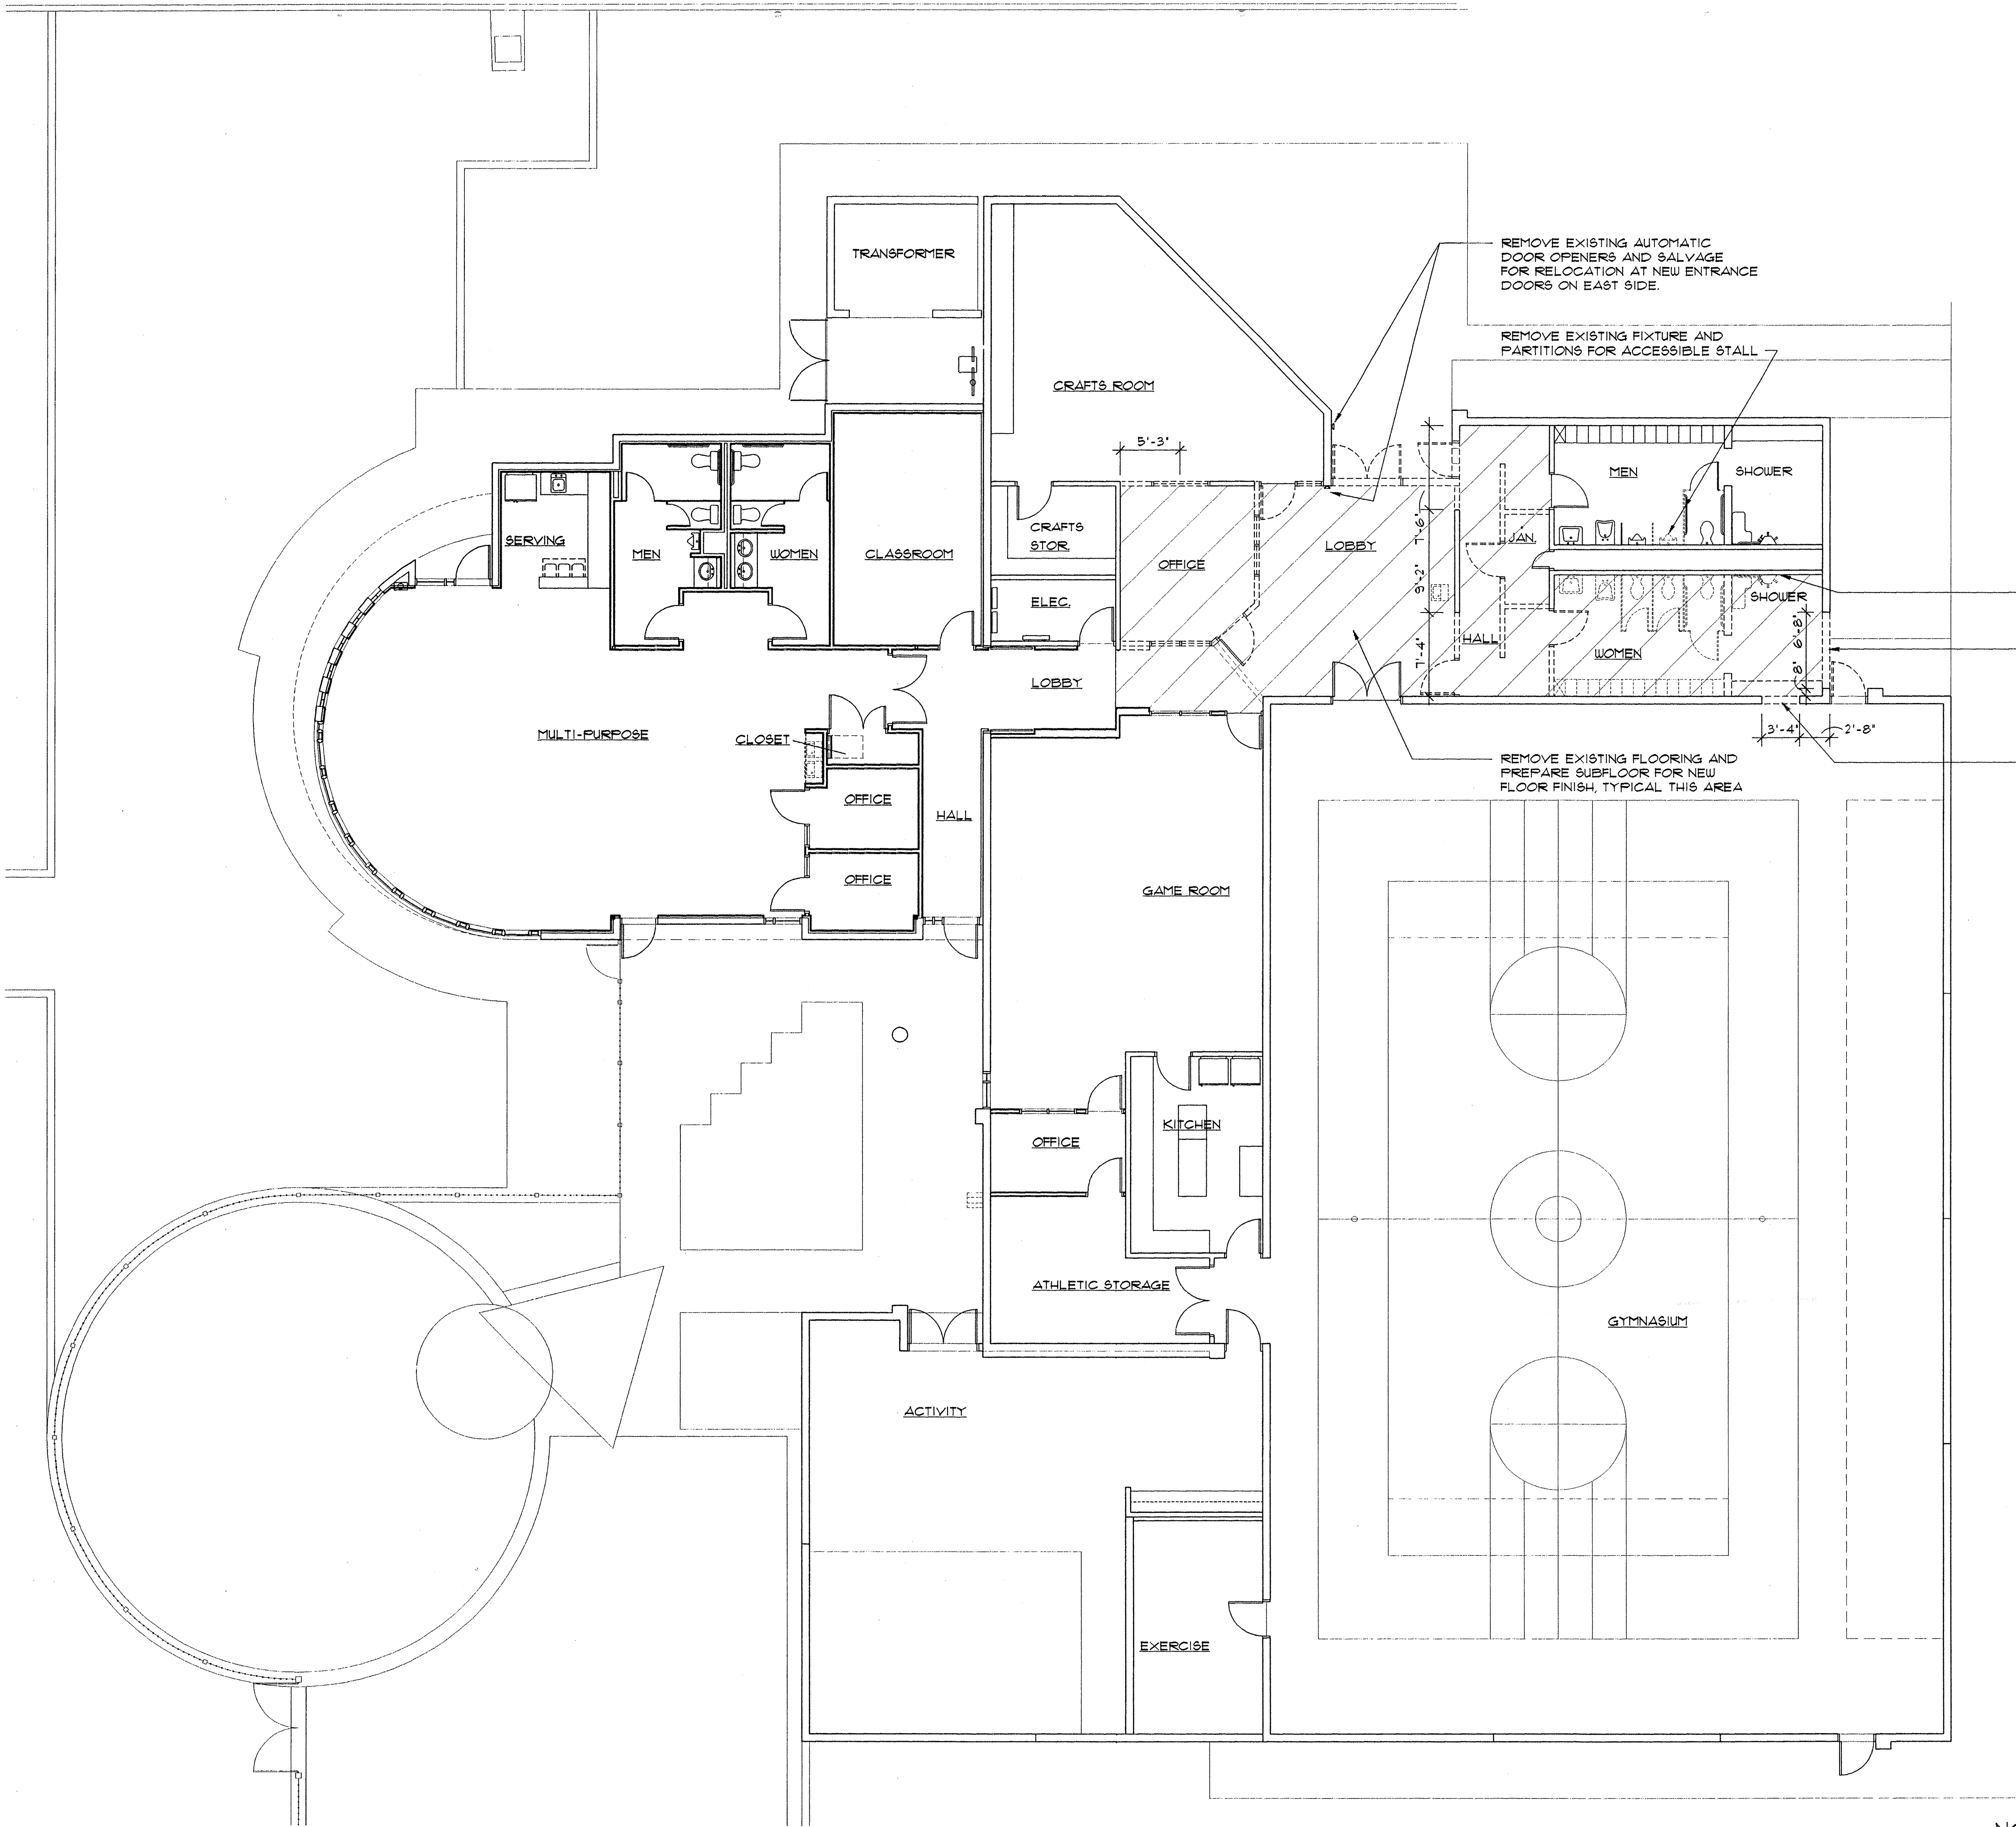 TRANSFORMER
REMOVE EXISTING AUTOMATIC
DOOR OPENERS AND SALVAGE
FOR RELOCATION AT NEW ENTRANCE
DOORS ON EAST SIDE.
REMOVE EXISTING FIXTURE AND
PARTITIONS FOR ACCESSIBLE STALL
CRAFTS ROOM
5'-3"
MEN
SHOWER
SERVING
MEN
WOMEN
CLASSROOM
CRAFTS
STOR.
OFFICE
LOBBY
7'-6"
JAN.
9'-2"
ELEC.
SHOWER
HALL
WOMEN
7'-4"
6'-8"
8"
LOBBY
MULTI-PURPOSE
CLOSET
3'-4"
2'-8"
REMOVE EXISTING FLOORING AND
PREPARE SUBFLOOR FOR NEW
FLOOR FINISH, TYPICAL THIS AREA
OFFICE
HALL
OFFICE
GAME ROOM
KITCHEN
OFFICE
ATHLETIC STORAGE
GYMNASIUM
ACTIVITY
EXERCISE